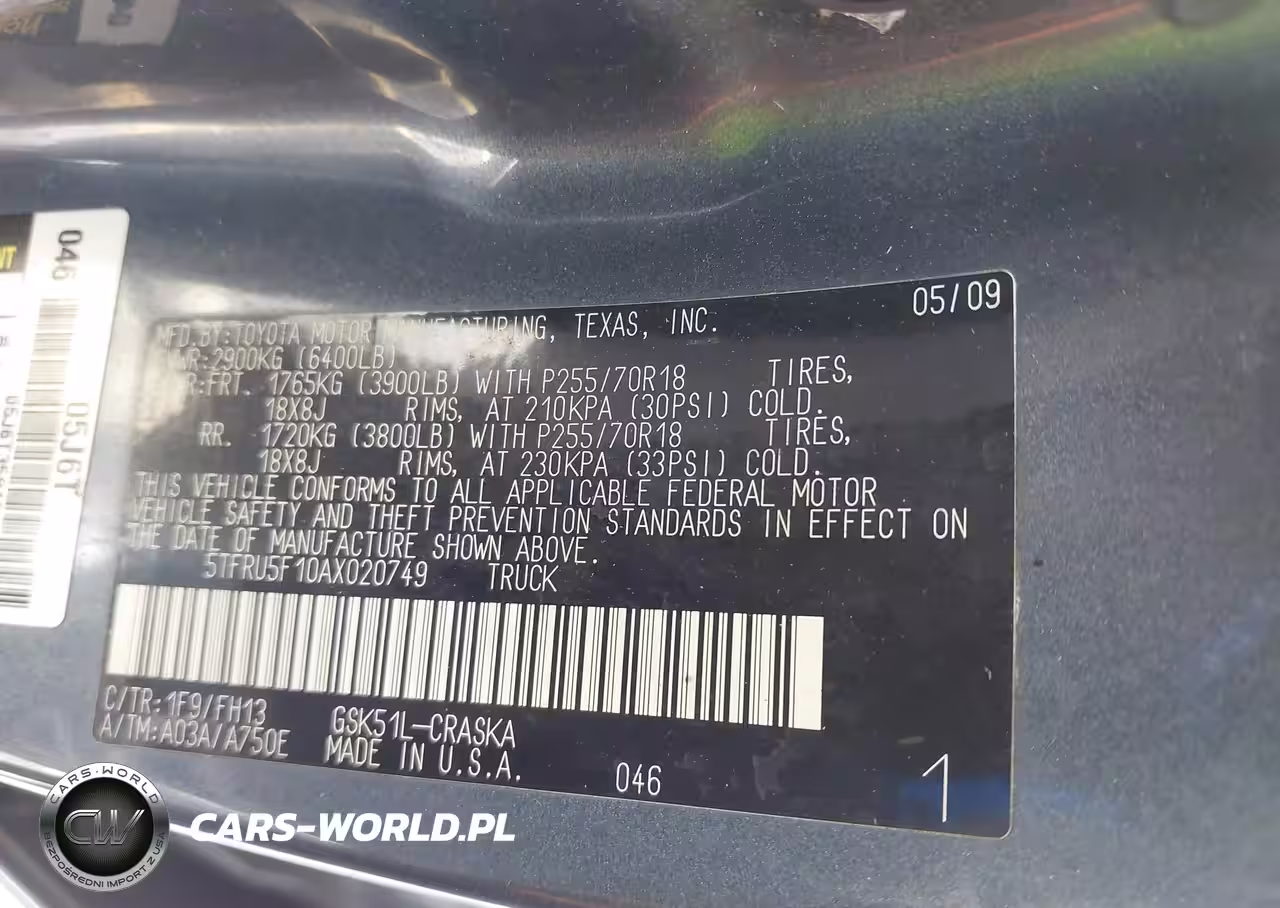 05/09
MFD.BY:TOYOTA MOTOR MANUFACTURING, TEXAS, INC.
2900KG (6400LB)
FRT. 1765KG (3900LB) WITH P255/70R18 TIRES,
18X8J RIMS, AT 210KPA (30PSI) COLD.
RR. 1720KG (3800LB) WITH P255/70R18 TIRES,
18X8J RIMS, AT 230KPA (33PSI) COLD.
THIS VEHICLE CONFORMS TO ALL APPLICABLE FEDERAL MOTOR
VEHICLE SAFETY AND THEFT PREVENTION STANDARDS IN EFFECT ON
THE DATE OF MANUFACTURE SHOWN ABOVE.
5TFRU5F10AX020749 TRUCK
C/TR:1F9/FH13
A/TM:A03A/A750E
GSK51L-CRASKA
MADE IN U.S.A.
046
1
046
05J6T
CARS-WORLD
CW
BEZPOŚREDNI IMPORT Z USA
CARS-WORLD.PL